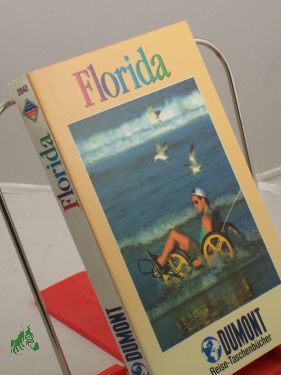 Florida
DUMONT
Reise-Taschenbücher
2042
Florida
DUMONT